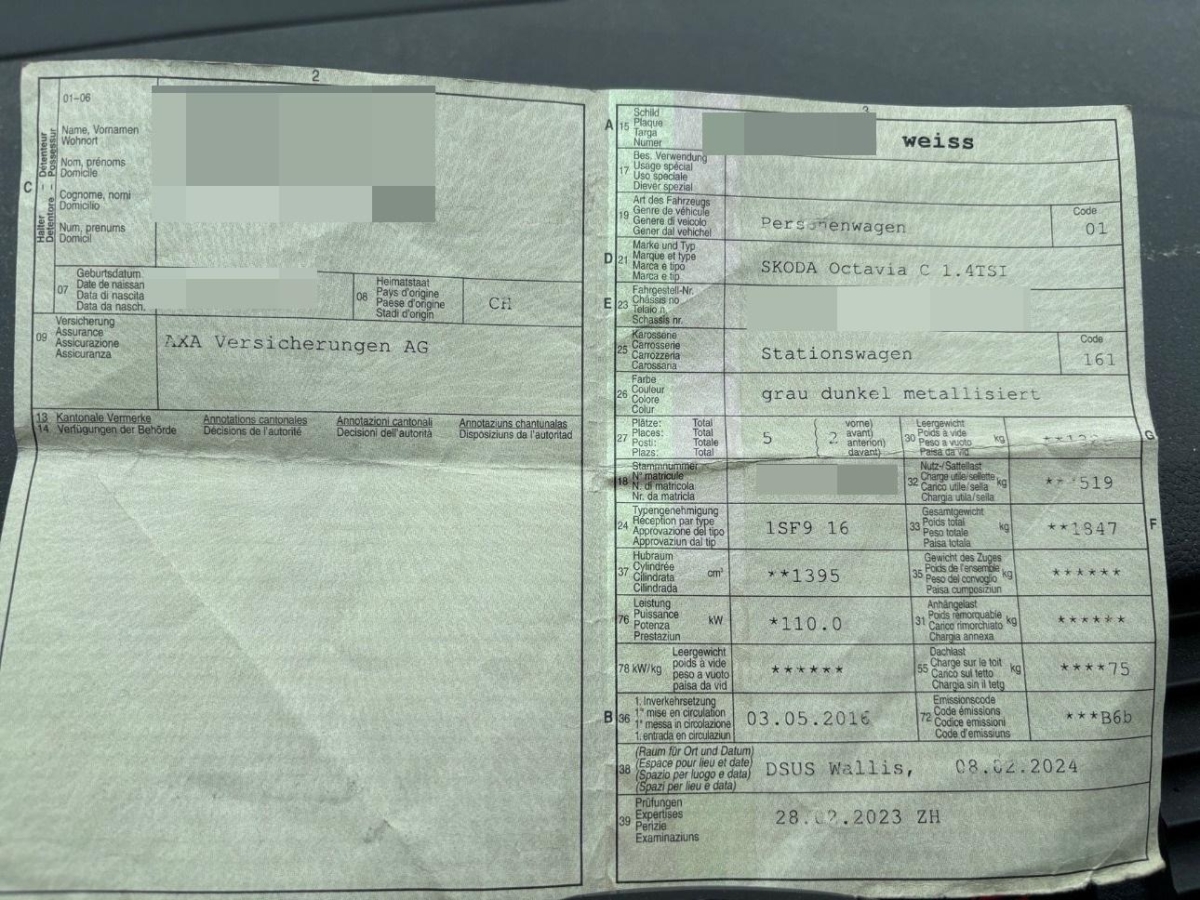 2
01-06
Name, Vornamen
Wohnort
Nom, prénoms
Domicile
Cognome, nomi
Domicilio
Num, prenums
Domicil
C
Halter - Détenteur
Detentore - Possessur
07
Geburtsdatum
Date de naissan
Data di nascita
Data da nasch.
08
Heimatstaat
Pays d'origine
Paese d'origine
Stadi d'origin
CH
09
Versicherung
Assurance
Assicurazione
Assicuranza
AXA Versicherungen AG
13 Kantonale Vermerke Annotations cantonales Annotazioni cantonali Annotaziuns chantunalas
14 Verfügungen der Behörde Décisions de l'autorité Decisioni dell'autorità Disposiziuns da l'autoritad
3
A 15
Schild
Plaque
Targa
Numer
weiss
17
Bes. Verwendung
Usage spécial
Uso speciale
Diever spezial
19
Art des Fahrzeugs
Genre de véhicule
Genere di veicolo
Gener dal vehichel
Personenwagen
Code
01
D 21
Marke und Typ
Marque et type
Marca e tipo
Marca e tip
SKODA Octavia C 1.4TSI
E 23
Fahrgestell-Nr.
Châssis no
Telaio n.
Schassis nr.
25
Karosserie
Carrosserie
Carrozzeria
Carossaria
Stationswagen
Code
161
26
Farbe
Couleur
Colore
Colur
grau dunkel metallisiert
27
Plätze: Total
Places: Total
Posti: Totale
Plazs: Total
5
2
vorne)
avant)
anteriori)
davant)
30
Leergewicht
Poids à vide
Peso a vuoto
Paisa da vid
kg
G
18
Stammnummer
N° matricule
N. di matricola
Nr. da matricla
32
Nutz-/Sattellast
Charge utile/sellette
Carico utile/sella
Chargia utila/sella
kg
***519
24
Typengenehmigung
Réception par type
Approvazione del tipo
Approvaziun dal tip
1SF9 16
33
Gesamtgewicht
Poids total
Peso totale
Paisa totala
kg
**1847
F
37
Hubraum
Cylindrée
Cilindrata
Cilindrada
cm³
**1395
35
Gewicht des Zuges
Poids de l'ensemble
Peso del convoglio
Paisa cumposiziun
kg
******
76
Leistung
Puissance
Potenza
Prestaziun
kW
*110.0
31
Anhängelast
Poids remorquable
Carico rimorchiato
Chargia annexa
kg
******
78 kW/kg
Leergewicht
poids à vide
peso a vuoto
paisa da vid
******
55
Dachlast
Charge sur le toit
Carico sul tetto
Chargia sin il tetg
kg
****75
B 36
1. Inverkehrsetzung
1re mise en circulation
1a messa in circolazione
1. entrada en circulaziun
03.05.2016
72
Emissionscode
Code émissions
Codice emissioni
Code d'emissiuns
***B6b
38
(Raum für Ort und Datum)
(Espace pour lieu et date)
(Spazio per luogo e data)
(Spazi per lieu e data)
DSUS Wallis, 08.02.2024
39
Prüfungen
Expertises
Perizie
Examinaziuns
28.02.2023 ZH